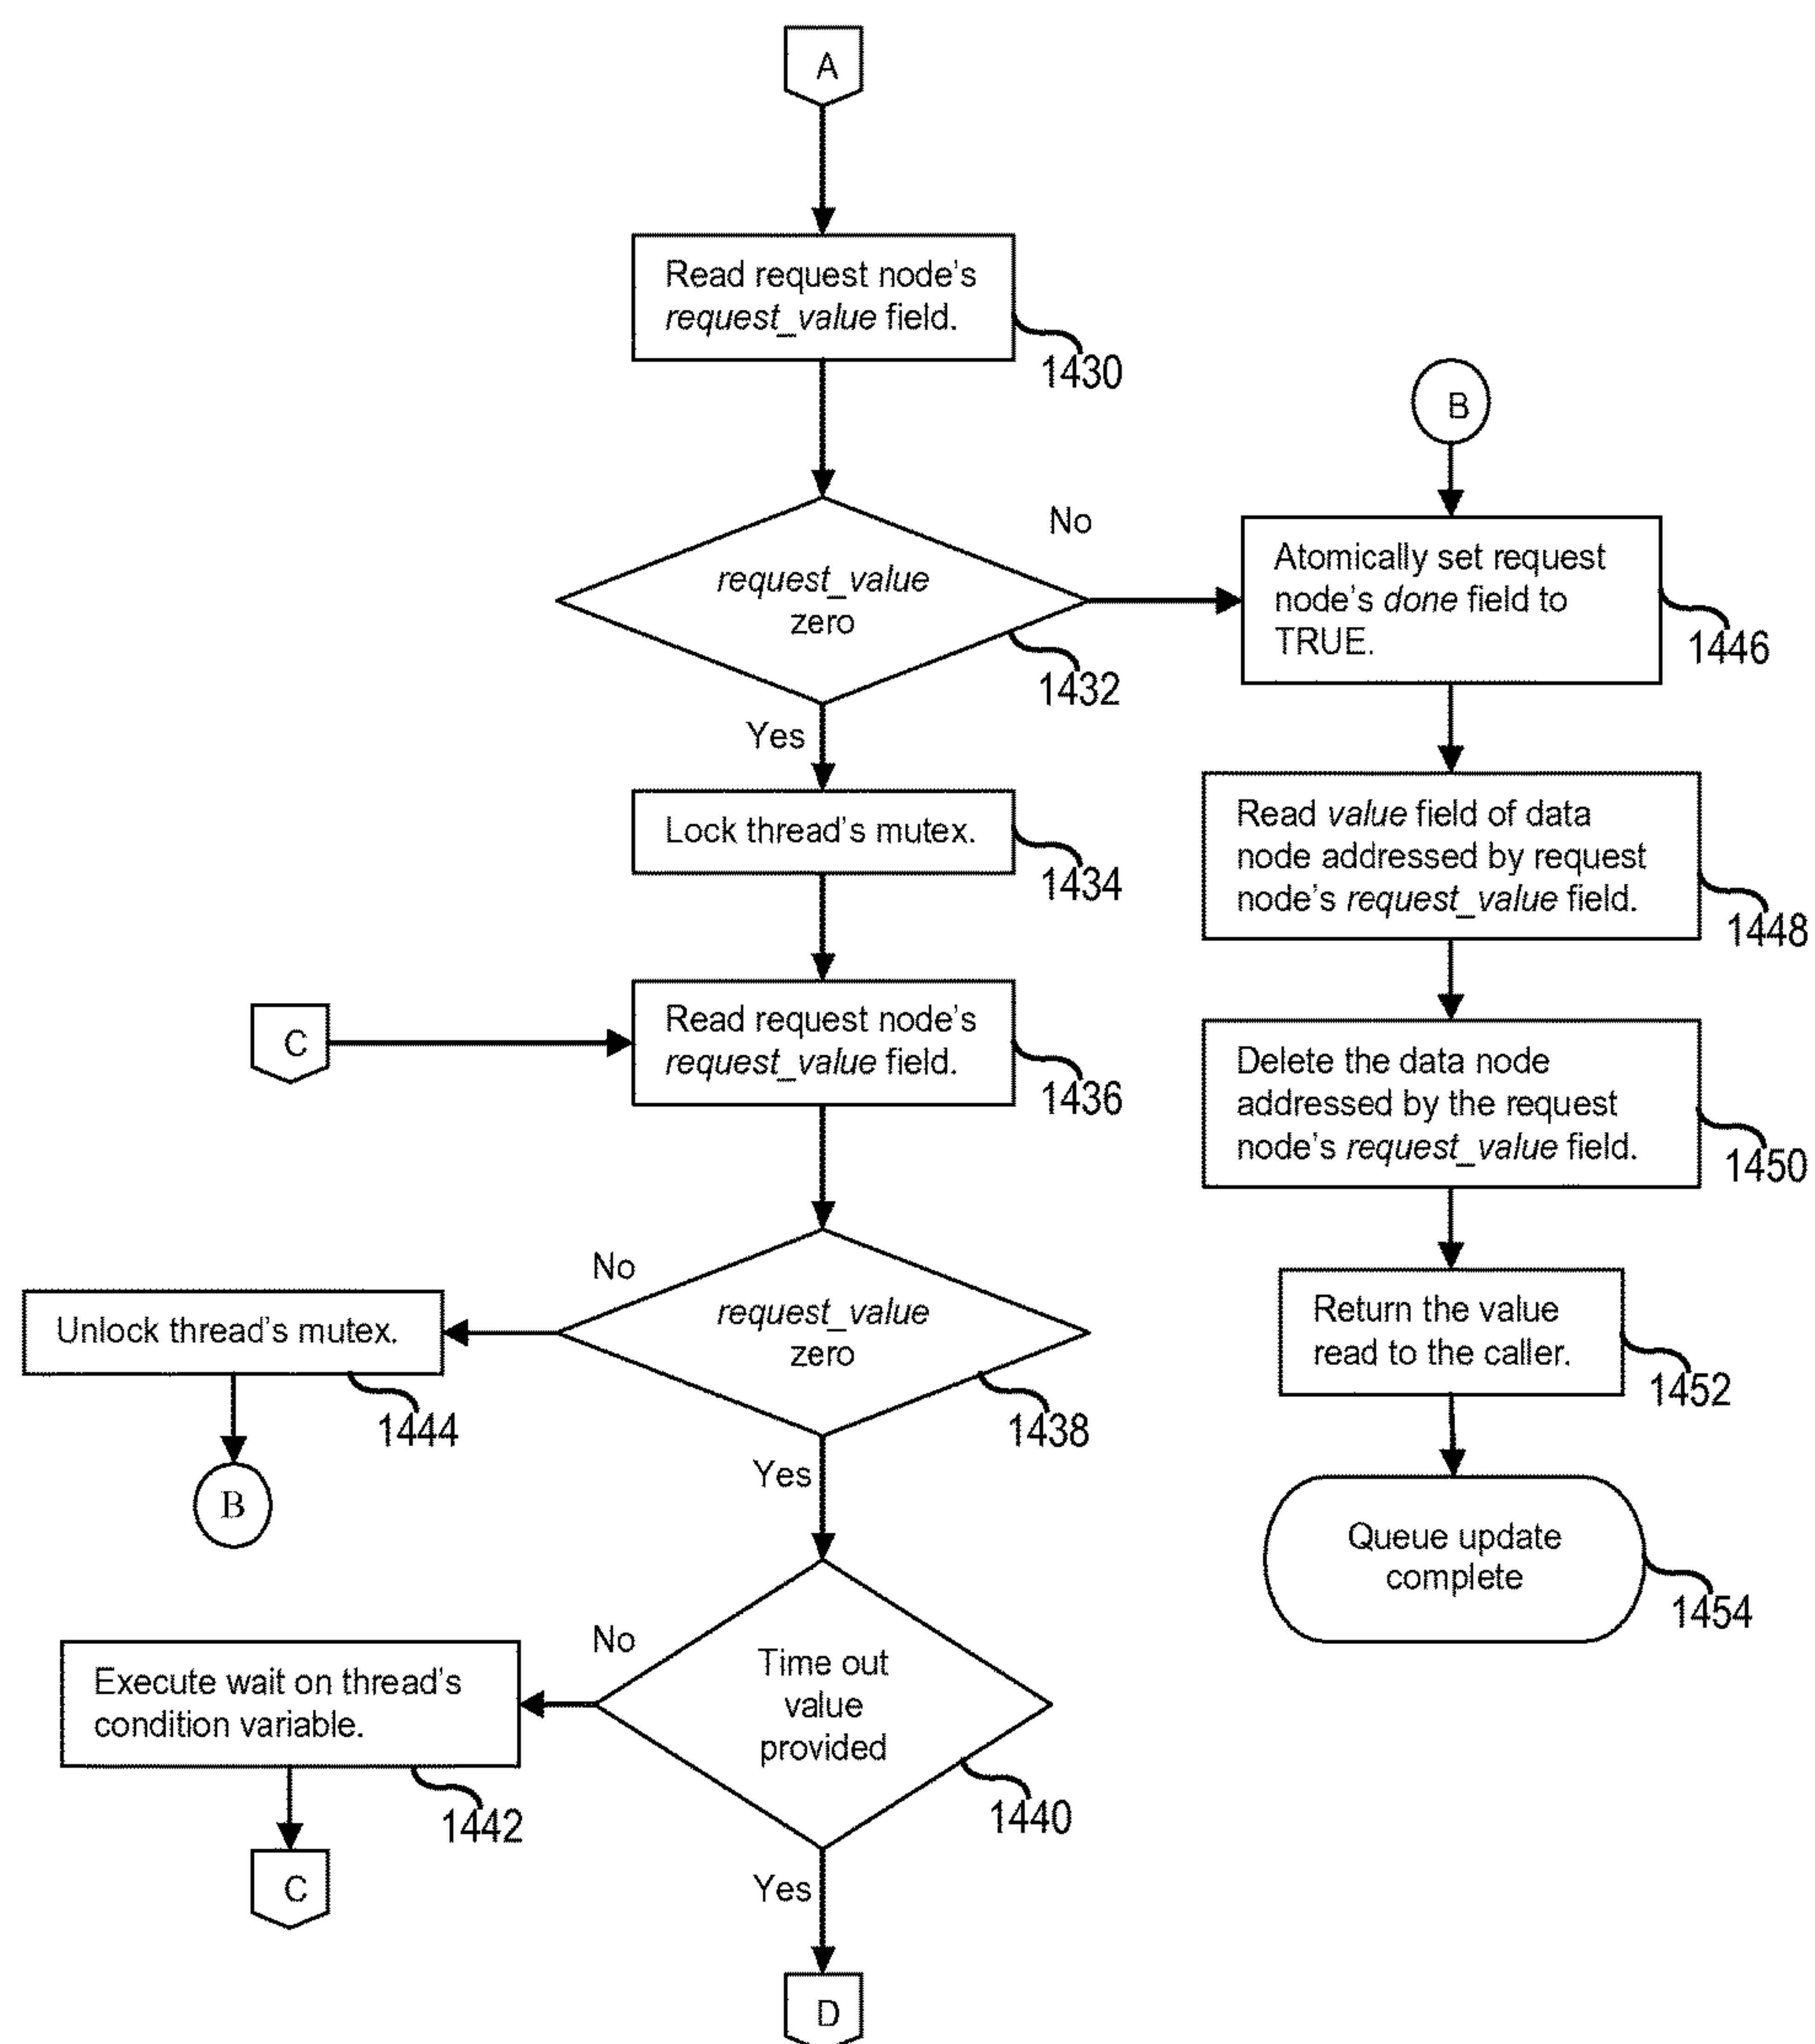 A
Read request node's
request_value field.
1430
B
No
request_value
zero
1432
Atomically set request
node's done field to
TRUE.
1446
Yes
Lock thread's mutex.
1434
Read value field of data
node addressed by request
node's request_value field.
1448
C
Read request node's
request_value field.
1436
Delete the data node
addressed by the request
node's request_value field.
1450
No
request_value
zero
1438
Unlock thread's mutex.
1444
B
Return the value
read to the caller.
1452
Yes
Queue update
complete
1454
No
Time out
value
provided
1440
Execute wait on thread's
condition variable.
1442
C
Yes
D